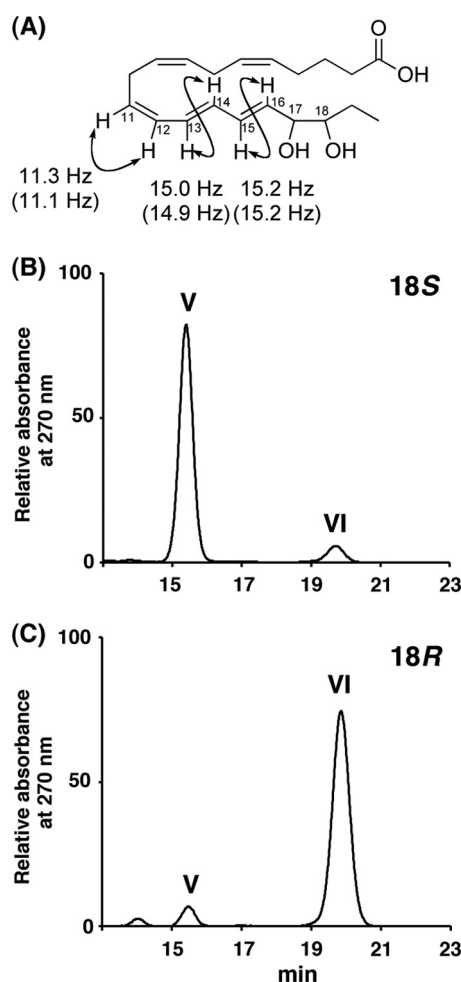 (A)
O
OH
H H
11 14 16 17 18
H 12 13 15
H H H OH OH
11.3 Hz 15.0 Hz 15.2 Hz
(11.1 Hz) (14.9 Hz) (15.2 Hz)
(B)
100
18S
V
50
Relative absorbance
at 270 nm
VI
0
15 17 19 21 23
(C)
100
18R
VI
50
Relative absorbance
at 270 nm
V
0
15 17 19 21 23
min